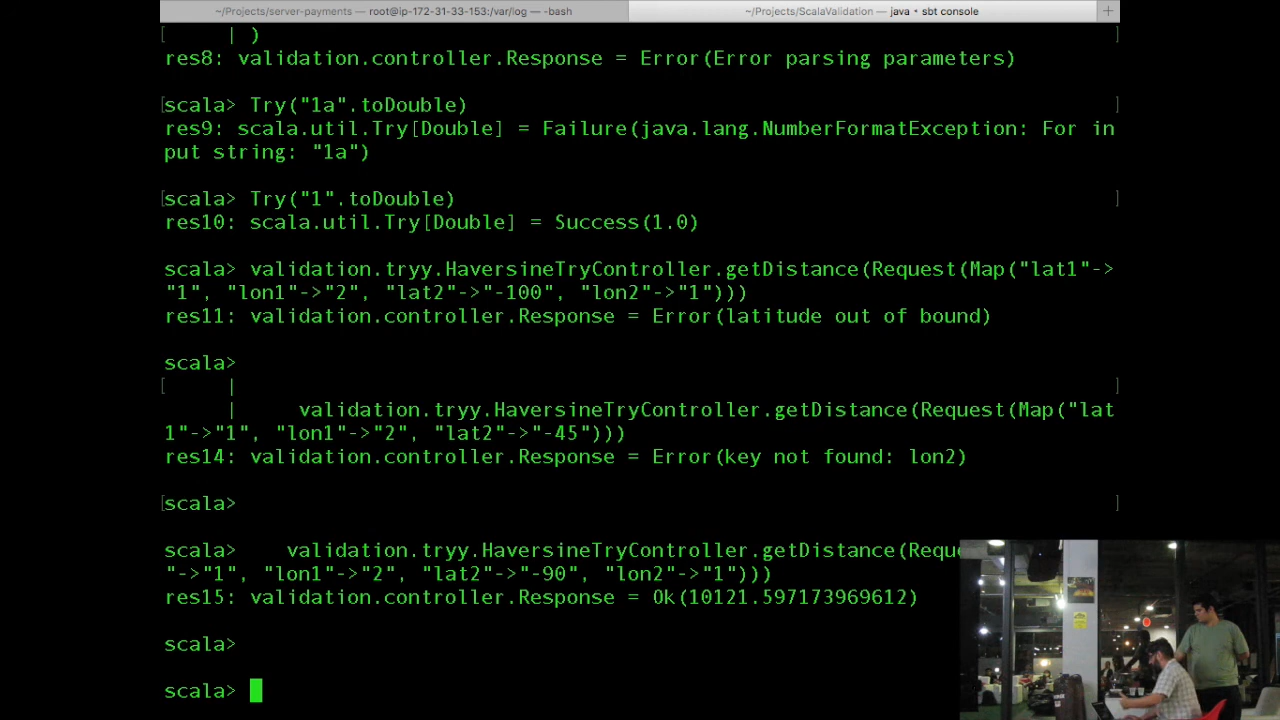 ~/Projects/server-payments — root@ip-172-31-33-153:/var/log — -bash
~/Projects/ScalaValidation — java • sbt console
[ | ) ]
res8: validation.controller.Response = Error(Error parsing parameters)
[scala> Try("1a".toDouble) ]
res9: scala.util.Try[Double] = Failure(java.lang.NumberFormatException: For in
put string: "1a")
[scala> Try("1".toDouble) ]
res10: scala.util.Try[Double] = Success(1.0)
scala> validation.tryy.HaversineTryController.getDistance(Request(Map("lat1"->
"1", "lon1"->"2", "lat2"->"-100", "lon2"->"1")))
res11: validation.controller.Response = Error(latitude out of bound)
scala>
[ | ]
| validation.tryy.HaversineTryController.getDistance(Request(Map("lat
1"->"1", "lon1"->"2", "lat2"->"-45")))
res14: validation.controller.Response = Error(key not found: lon2)
[scala> ]
scala> validation.tryy.HaversineTryController.getDistance(Requ
"->"1", "lon1"->"2", "lat2"->"-90", "lon2"->"1")))
res15: validation.controller.Response = Ok(10121.597173969612)
scala>
scala>